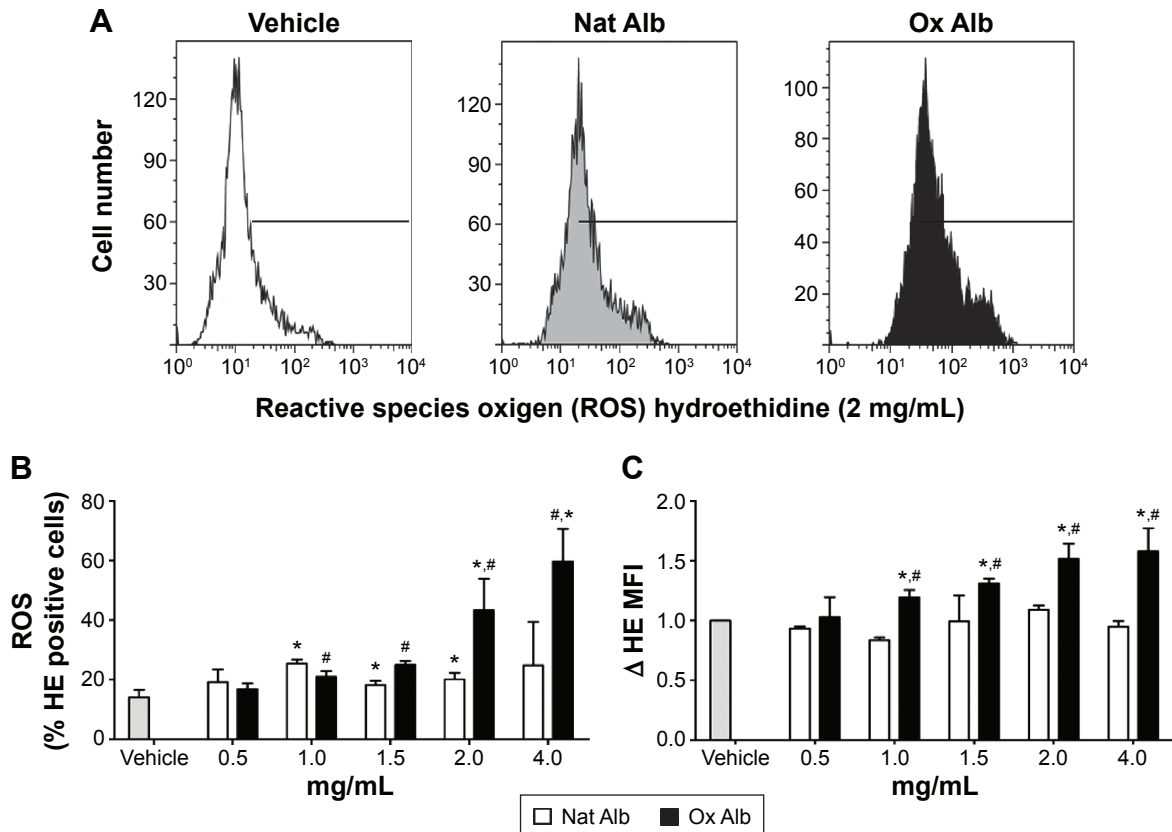 A
Vehicle
Nat Alb
Ox Alb
Cell number
120
90
60
30
10⁰ 10¹ 10² 10³ 10⁴
120
90
60
30
10⁰ 10¹ 10² 10³ 10⁴
100
80
60
40
20
10⁰ 10¹ 10² 10³ 10⁴
Reactive species oxigen (ROS) hydroethidine (2 mg/mL)
B
ROS
(% HE positive cells)
80
60
40
20
0
* # * # * *,# #,*
Vehicle 0.5 1.0 1.5 2.0 4.0
mg/mL
C
Δ HE MFI
2.0
1.5
1.0
0.5
0.0
*,# *,# *,# *,#
Vehicle 0.5 1.0 1.5 2.0 4.0
mg/mL
Nat Alb Ox Alb